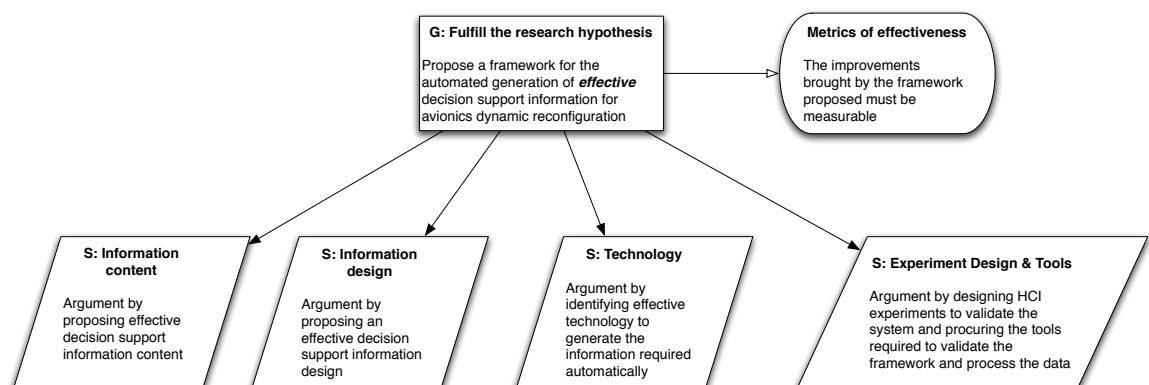 G: Fulfill the research hypothesis
Propose a framework for the
automated generation of effective
decision support information for
avionics dynamic reconfiguration
Metrics of effectiveness
The improvements
brought by the framework
proposed must be
measurable
S: Information
content
Argument by
proposing effective
decision support
information content
S: Information
design
Argument by
proposing an
effective decision
support information
design
S: Technology
Argument by
identifying effective
technology to
generate the
information required
automatically
S: Experiment Design & Tools
Argument by designing HCI
experiments to validate the
system and procuring the tools
required to validate the
framework and process the data